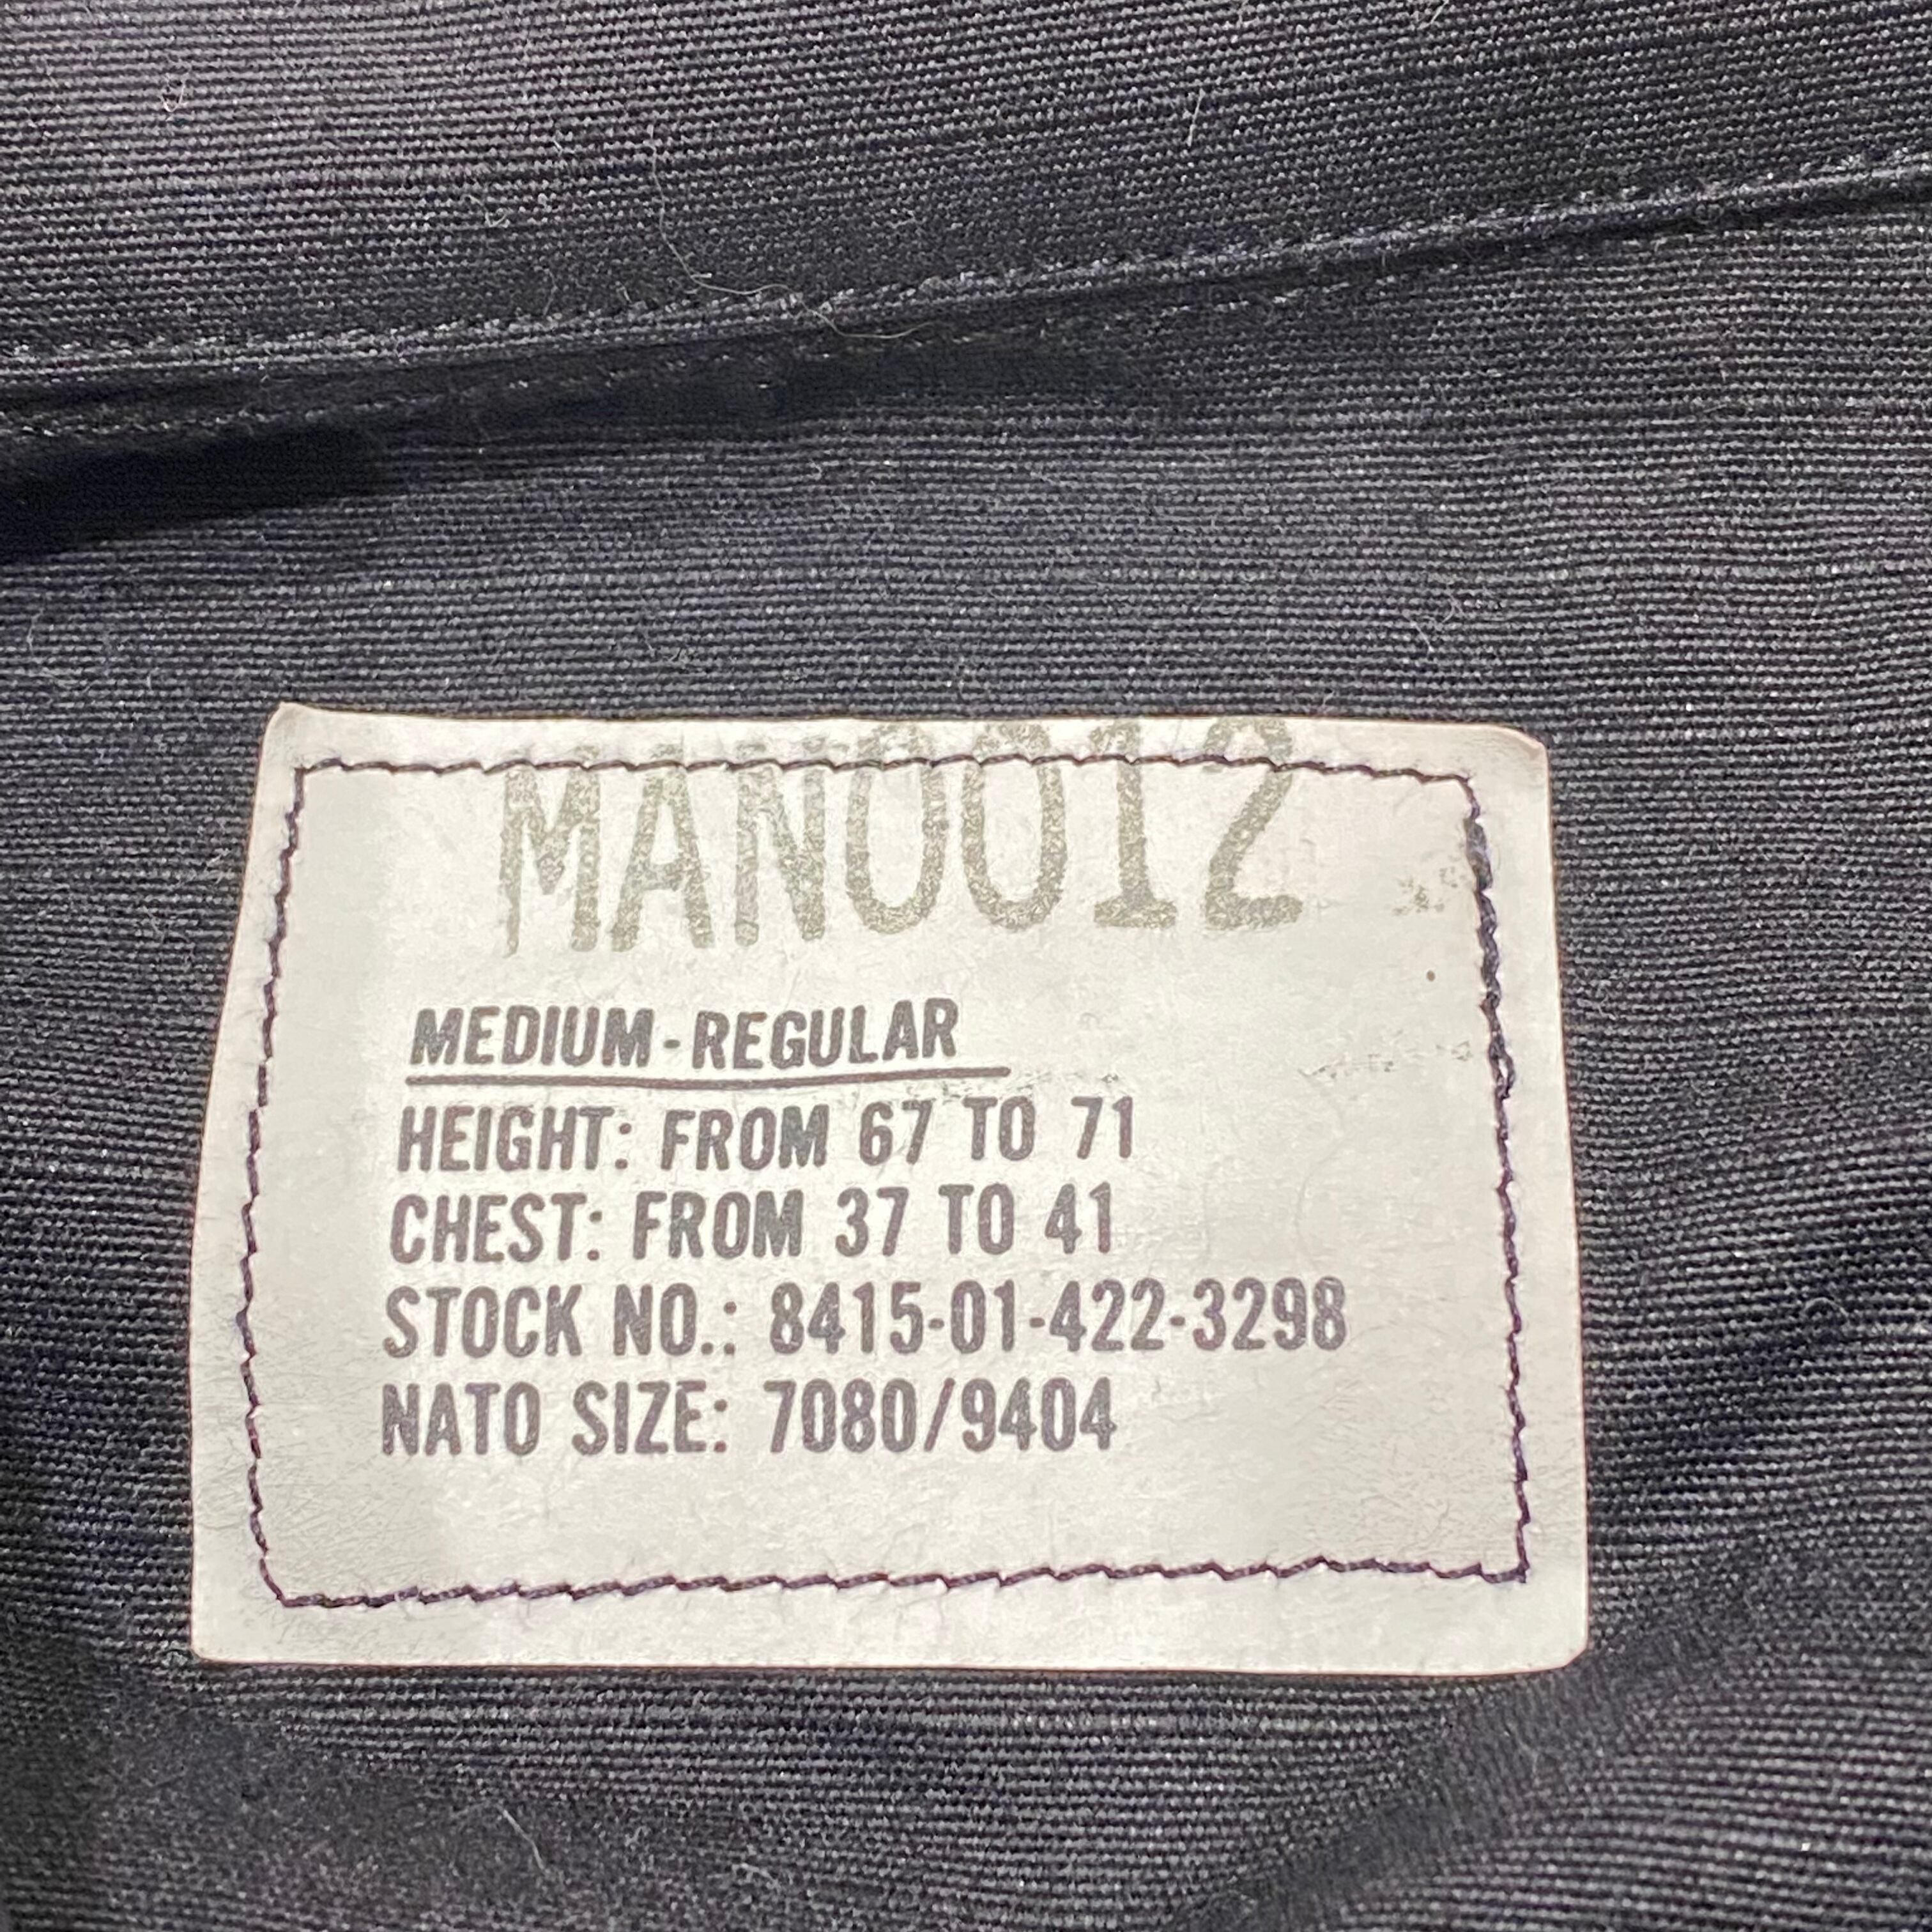 MAN0012
MEDIUM-REGULAR
HEIGHT: FROM 67 TO 71
CHEST: FROM 37 TO 41
STOCK NO.: 8415-01-422-3298
NATO SIZE: 7080/9404